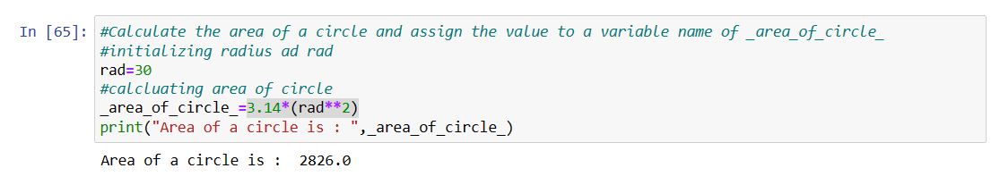 In [65]: #Calculate the area of a circle and assign the value to a variable name of _area_of_circle_
#initializing radius ad rad
rad=30
#calcluating area of circle
_area_of_circle_=3.14*(rad**2)
print("Area of a circle is : ",_area_of_circle_)
Area of a circle is :  2826.0